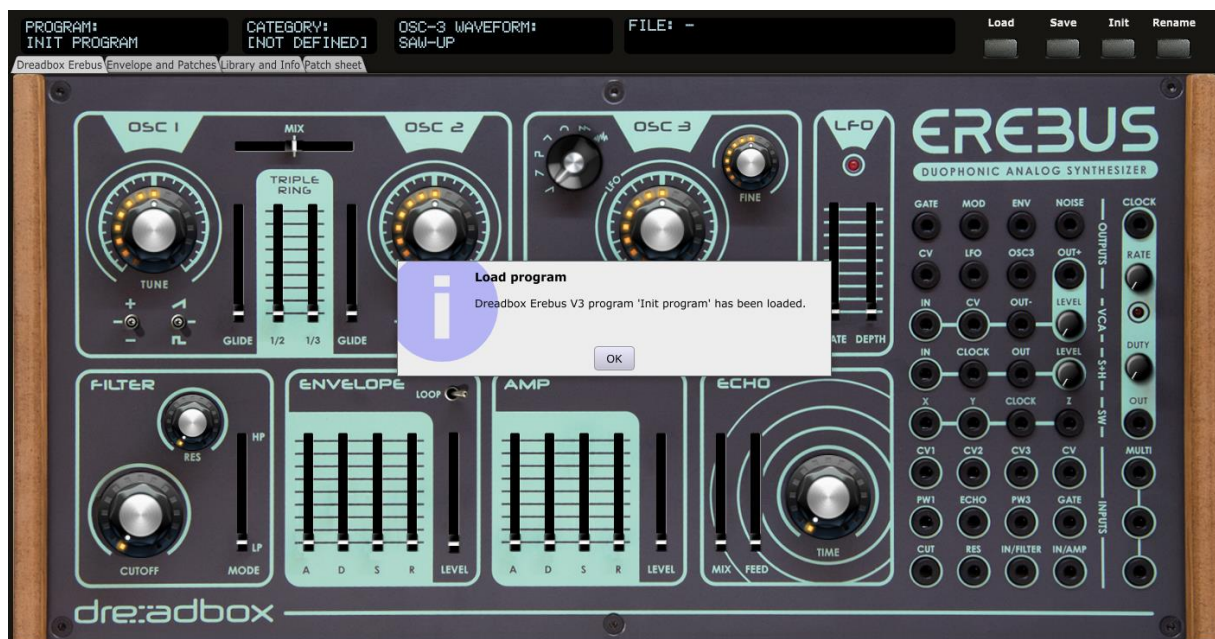 PROGRAM:
INIT PROGRAM
CATEGORY:
[NOT DEFINED]
OSC-3 WAVEFORM:
SAW-UP
FILE: -
Load Save Init Rename
Dreadbox Erebus Envelope and Patches Library and Info Patch sheet
OSC 1
MIX
OSC 2
TRIPLE
RING
TUNE
+
-
GLIDE 1/2 1/3 GLIDE
OSC 3
LFO
FINE
LFO
DEPTH
EREBUS
DUOPHONIC ANALOG SYNTHESIZER
Load program
Dreadbox Erebus V3 program 'Init program' has been loaded.
OK
FILTER
RES
HP
LP
CUTOFF
MODE
ENVELOPE
LOOP
A D S R LEVEL
AMP
A D S R LEVEL
ECHO
TIME
MIX FEED
GATE MOD ENV NOISE
CV LFO OSC3 OUT+
OUTPUTS
IN CV OUT- LEVEL
VCA
IN CLOCK OUT LEVEL
S+H
X Y CLOCK Z
SW
CV1 CV2 CV3 CV
PW1 ECHO PW3 GATE
INPUTS
CUT RES IN/FILTER IN/AMP
CLOCK
RATE
DUTY
OUT
MULTI
dreadbox